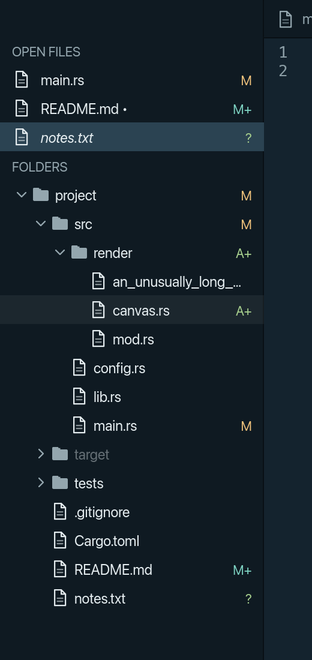 m
OPEN FILES
1
main.rs M
2
README.md • M+
notes.txt ?
FOLDERS
project M
src M
render A+
an_unusually_long_…
canvas.rs A+
mod.rs
config.rs
lib.rs
main.rs M
target
tests
.gitignore
Cargo.toml
README.md M+
notes.txt ?